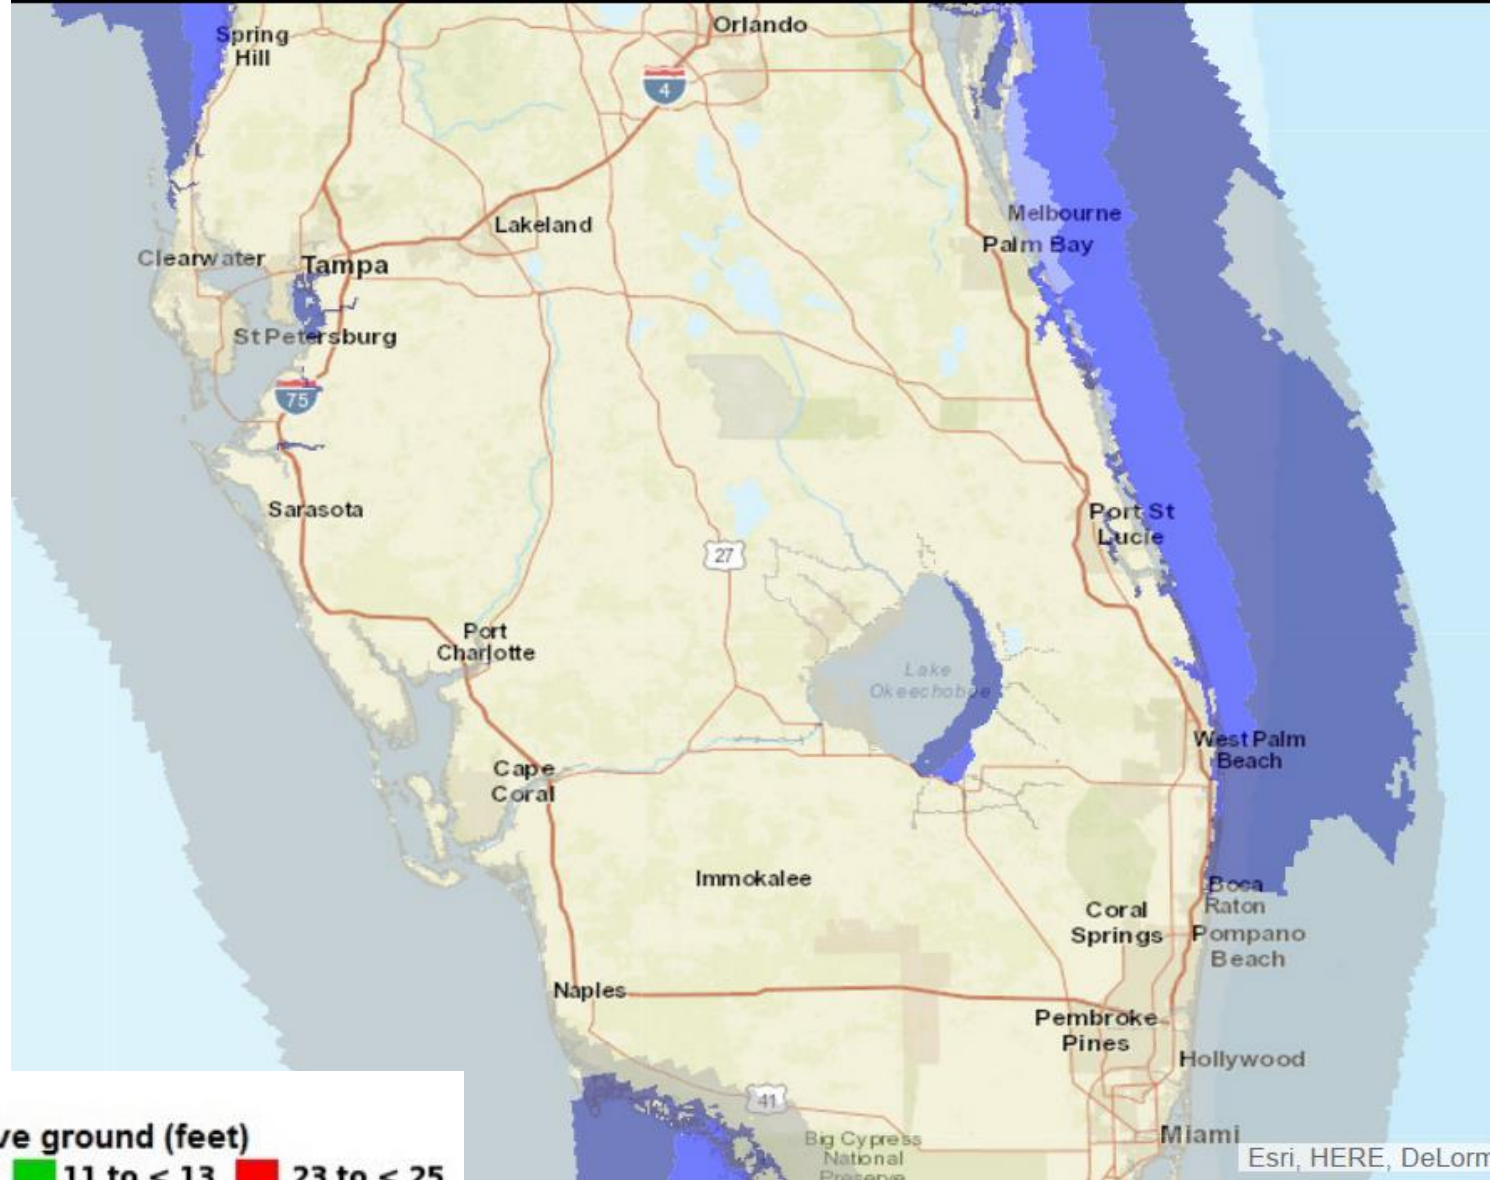 Spring
Hill
Orlando
4
Lakeland
Melbourne
Palm Bay
Clearwater
Tampa
St Petersburg
75
Sarasota
Port St
Lucie
27
Port
Charlotte
Lake
Okeechobee
West Palm
Beach
Cape
Coral
Immokalee
Boca
Raton
Coral
Springs
Pompano
Beach
Naples
Pembroke
Pines
Hollywood
41
Miami
Big Cypress
National
Preserve
Esri, HERE, DeLorm
ve ground (feet)
11 to < 13 23 to < 25